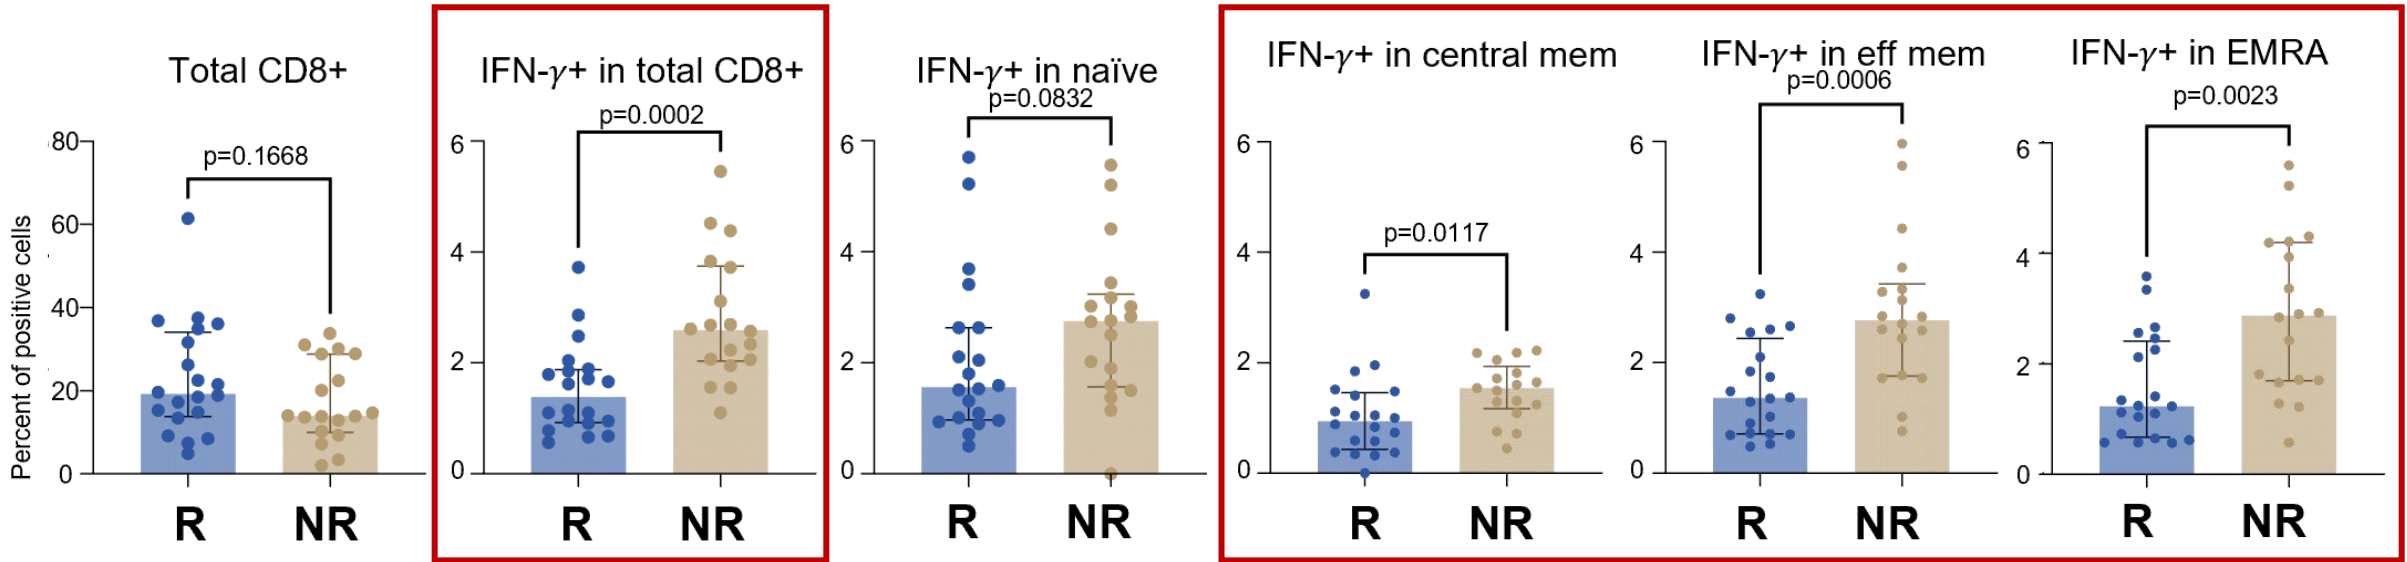 Total CD8+
p=0.1668
Percent of positive cells
80
60
40
20
0
R NR
IFN-γ+ in total CD8+
p=0.0002
6
4
2
0
R NR
IFN-γ+ in naïve
p=0.0832
6
4
2
0
R NR
IFN-γ+ in central mem
p=0.0117
6
4
2
0
R NR
IFN-γ+ in eff mem
p=0.0006
6
4
2
0
R NR
IFN-γ+ in EMRA
p=0.0023
6
4
2
0
R NR